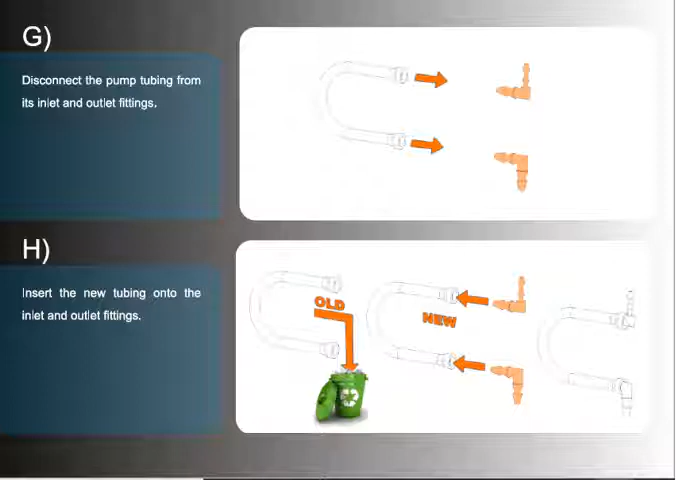 G)
Disconnect the pump tubing from
its inlet and outlet fittings.
H)
Insert the new tubing onto the
inlet and outlet fittings.
OLD
NEW